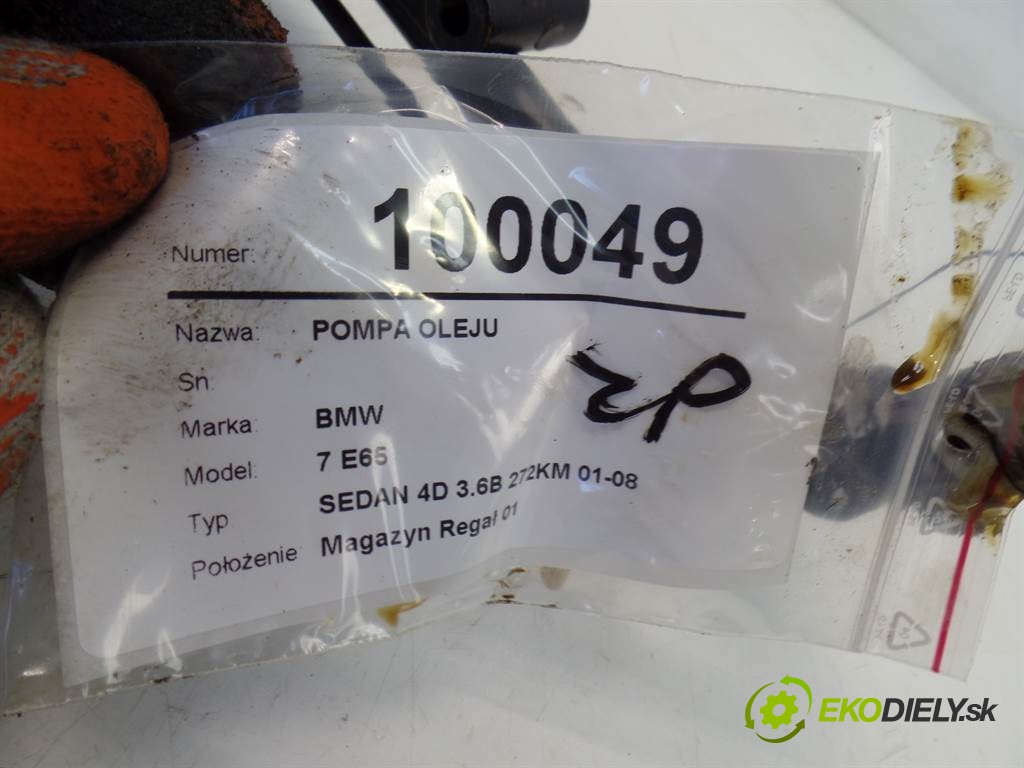 Numer: 100049
Nazwa: POMPA OLEJU
Sn:
Marka: BMW
Model: 7 E65
Typ SEDAN 4D 3.6B 272KM 01-08
Położenie Magazyn Regał 01
EKODIELY.sk